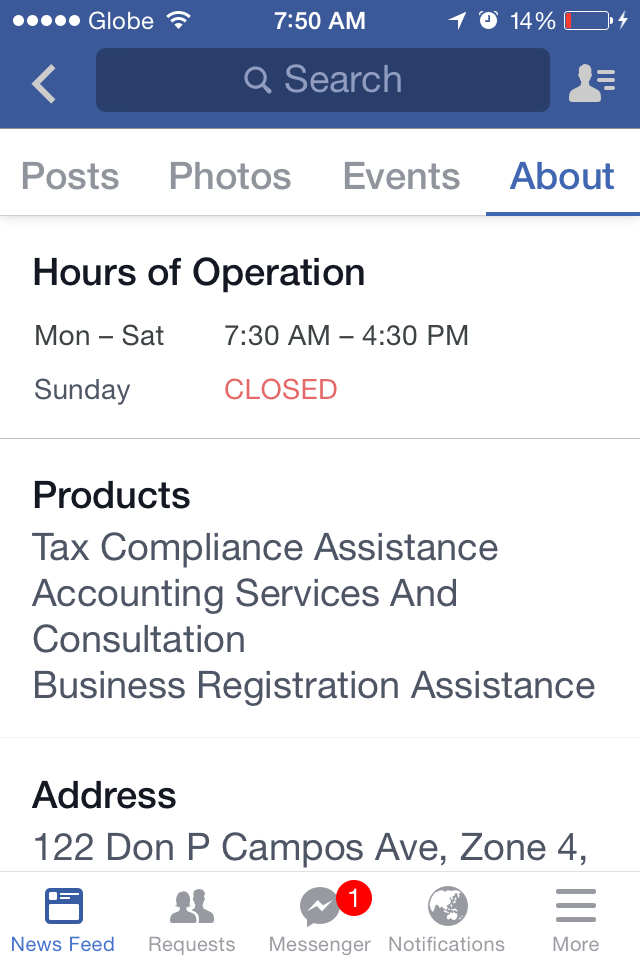 Globe 7:50 AM 14%
Search
Posts Photos Events About
Hours of Operation
Mon – Sat 7:30 AM – 4:30 PM
Sunday CLOSED
Products
Tax Compliance Assistance
Accounting Services And
Consultation
Business Registration Assistance
Address
122 Don P Campos Ave, Zone 4,
1
News Feed Requests Messenger Notifications More